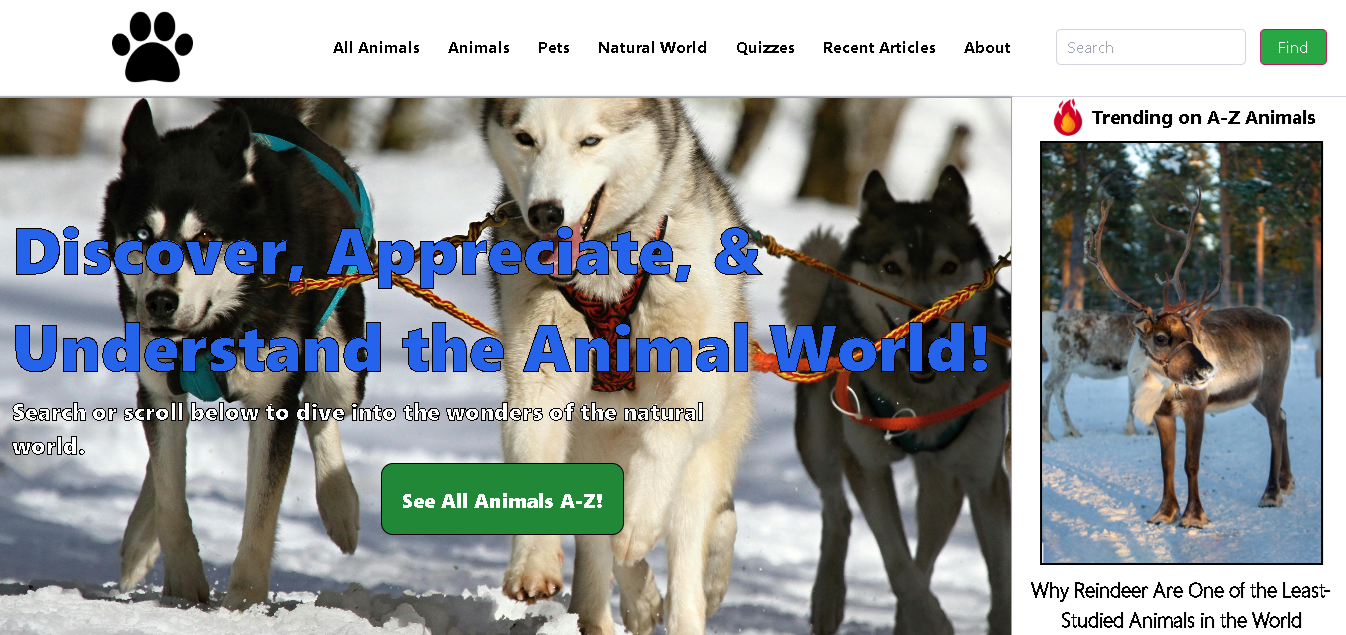 All Animals
Animals
Pets
Natural World
Quizzes
Recent Articles
About
Search
Find
Discover, Appreciate, &
Understand the Animal World!
Search or scroll below to dive into the wonders of the natural
world.
See All Animals A-Z!
Trending on A-Z Animals
Why Reindeer Are One of the Least-
Studied Animals in the World